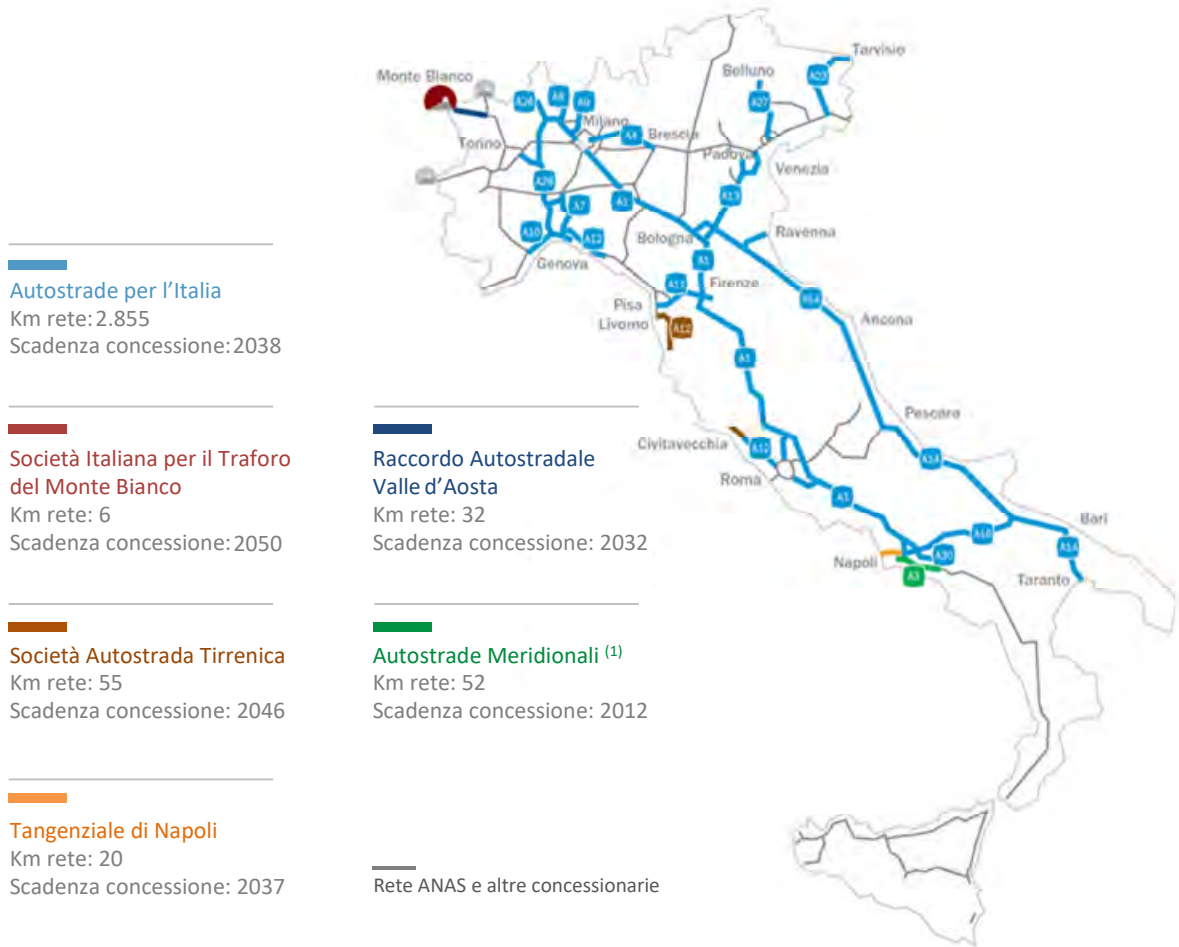 Autostrade per l'Italia
Km rete: 2.855
Scadenza concessione: 2038
Società Italiana per il Traforo
del Monte Bianco
Km rete: 6
Scadenza concessione: 2050
Raccordo Autostradale
Valle d'Aosta
Km rete: 32
Scadenza concessione: 2032
Società Autostrada Tirrenica
Km rete: 55
Scadenza concessione: 2046
Autostrade Meridionali (1)
Km rete: 52
Scadenza concessione: 2012
Tangenziale di Napoli
Km rete: 20
Scadenza concessione: 2037
Rete ANAS e altre concessionarie
Tarvisio
Belluno
A23
Monte Bianco
A27
A26
A8
A9
Milano
A4
Brescia
Torino
Padova
Venezia
A26
A13
A7
A1
Ravenna
A10
A12
Bologna
Genova
A1
A11
Firenze
A14
Pisa
Livorno
A12
Ancona
A1
Pescara
Civitavecchia
A12
A14
Roma
A1
Bari
A16
A14
Napoli
A30
A3
Taranto